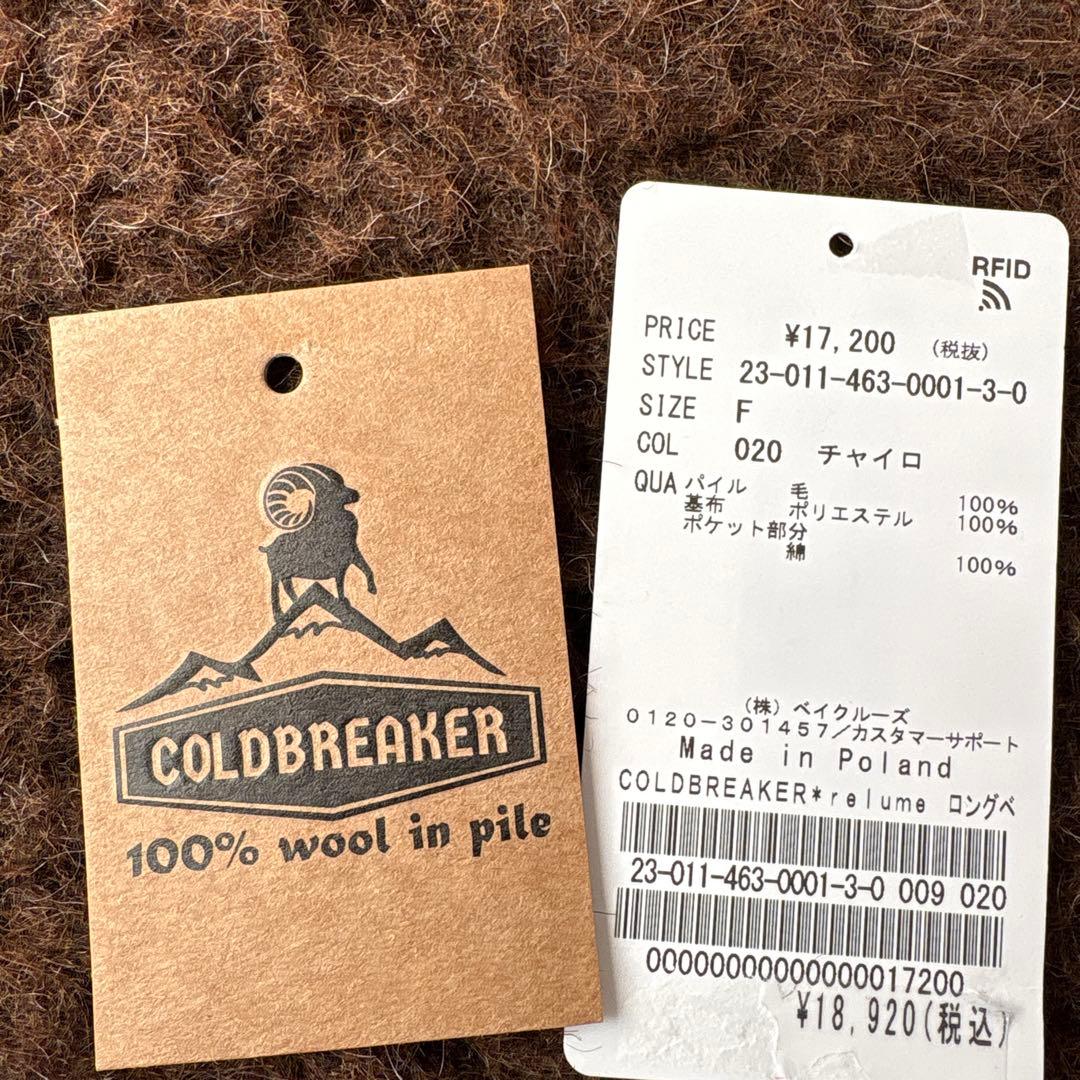 COLDBREAKER
100% wool in pile
RFID
PRICE ¥17,200 (税抜)
STYLE 23-011-463-0001-3-0
SIZE F
COL 020 チャイロ
QUA パイル 毛 100%
基布 ポリエステル 100%
ポケット部分
綿 100%
(株)ベイクルーズ
0120-301457/カスタマーサポート
Made in Poland
COLDBREAKER*relume ロングベ
23-011-463-0001-3-0 009 020
0000000000000017200
¥18,920(税込)